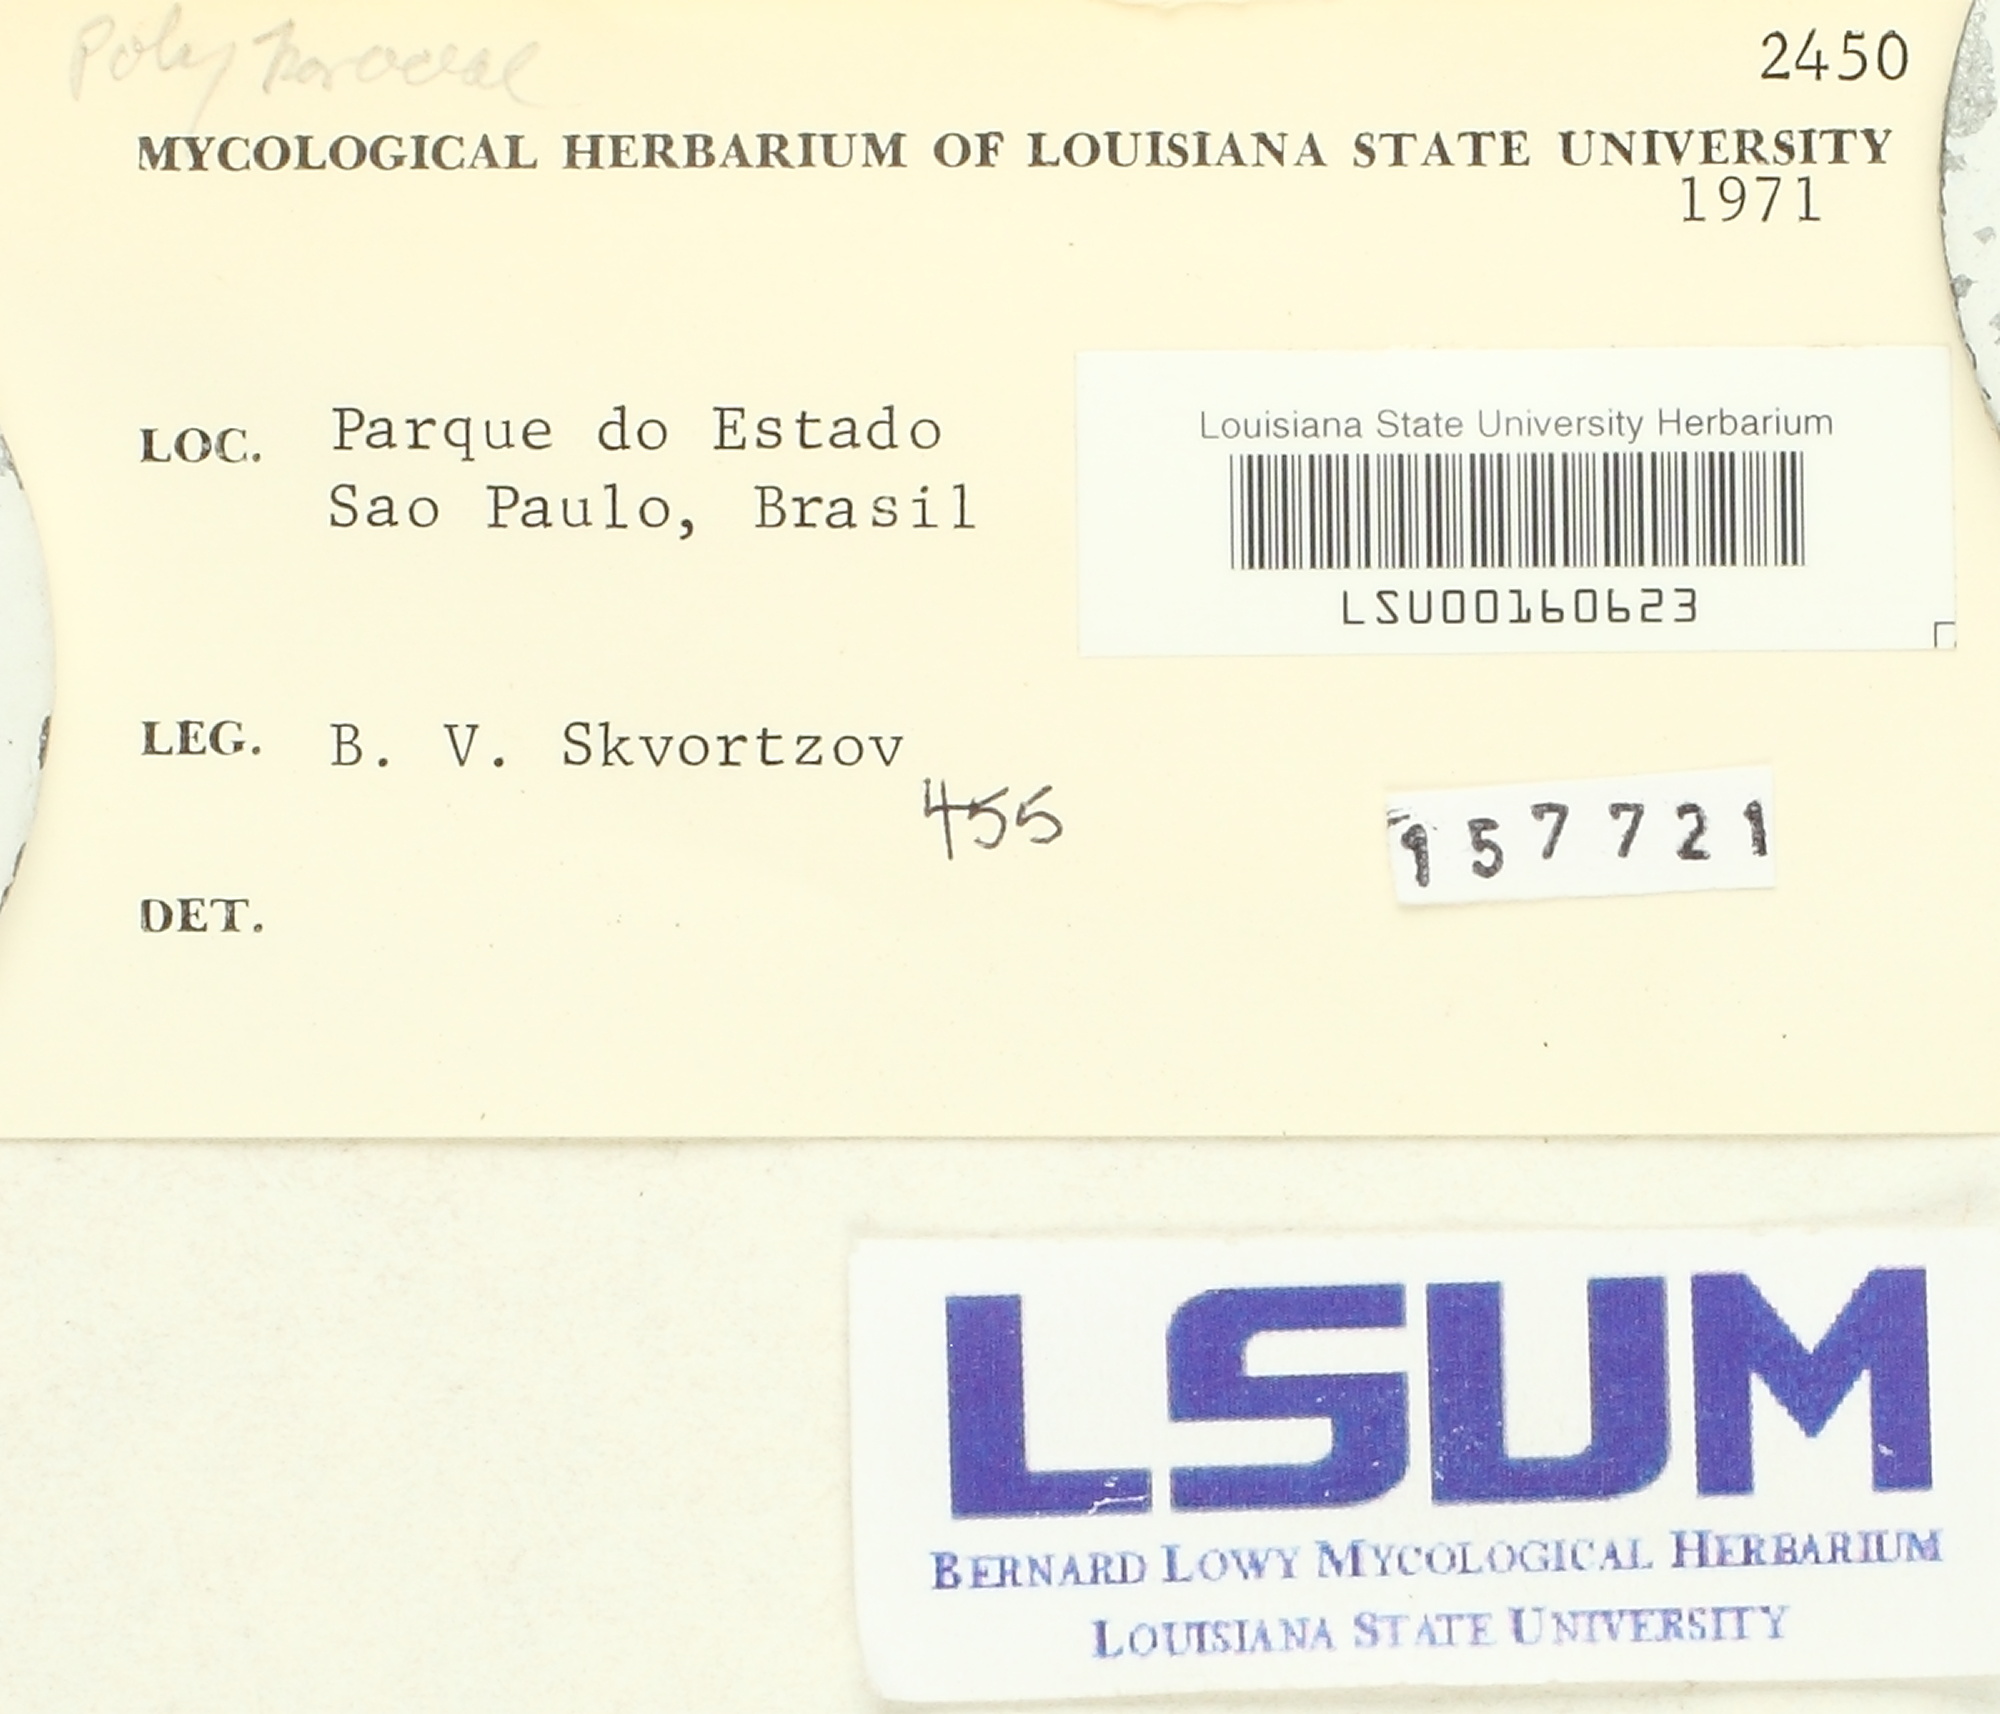 Polyporaceae
2450
MYCOLOGICAL HERBARIUM OF LOUISIANA STATE UNIVERSITY
1971
LOC. Parque do Estado
Sao Paulo, Brasil
Louisiana State University Herbarium
LSU00160623
LEG. B. V. Skvortzov
455
157721
DET.
LSUM
BERNARD LOWY MYCOLOGICAL HERBARIUM
LOUISIANA STATE UNIVERSITY